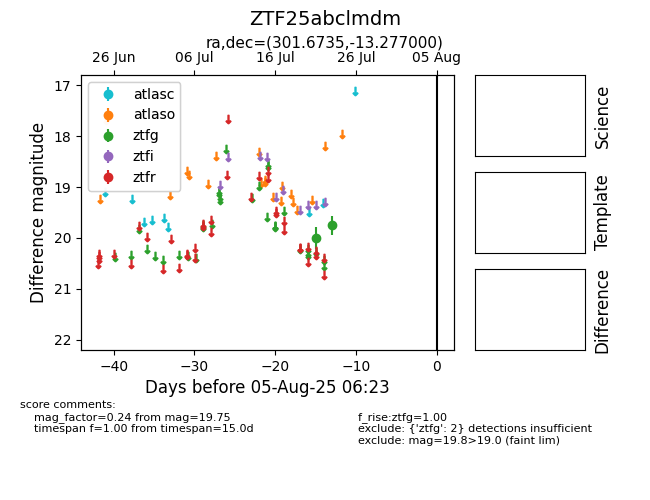 ZTF25abclmdm
ra,dec=(301.6735,-13.277000)
26 Jun 06 Jul 16 Jul 26 Jul 05 Aug
atlasc
atlaso
ztfg
ztfi
ztfr
17
18
19
20
21
22
Difference magnitude
−40 −30 −20 −10 0
Days before 05-Aug-25 06:23
Science
Template
Difference
score comments:
mag_factor=0.24 from mag=19.75
timespan f=1.00 from timespan=15.0d
f_rise:ztfg=1.00
exclude: {'ztfg': 2} detections insufficient
exclude: mag=19.8>19.0 (faint lim)